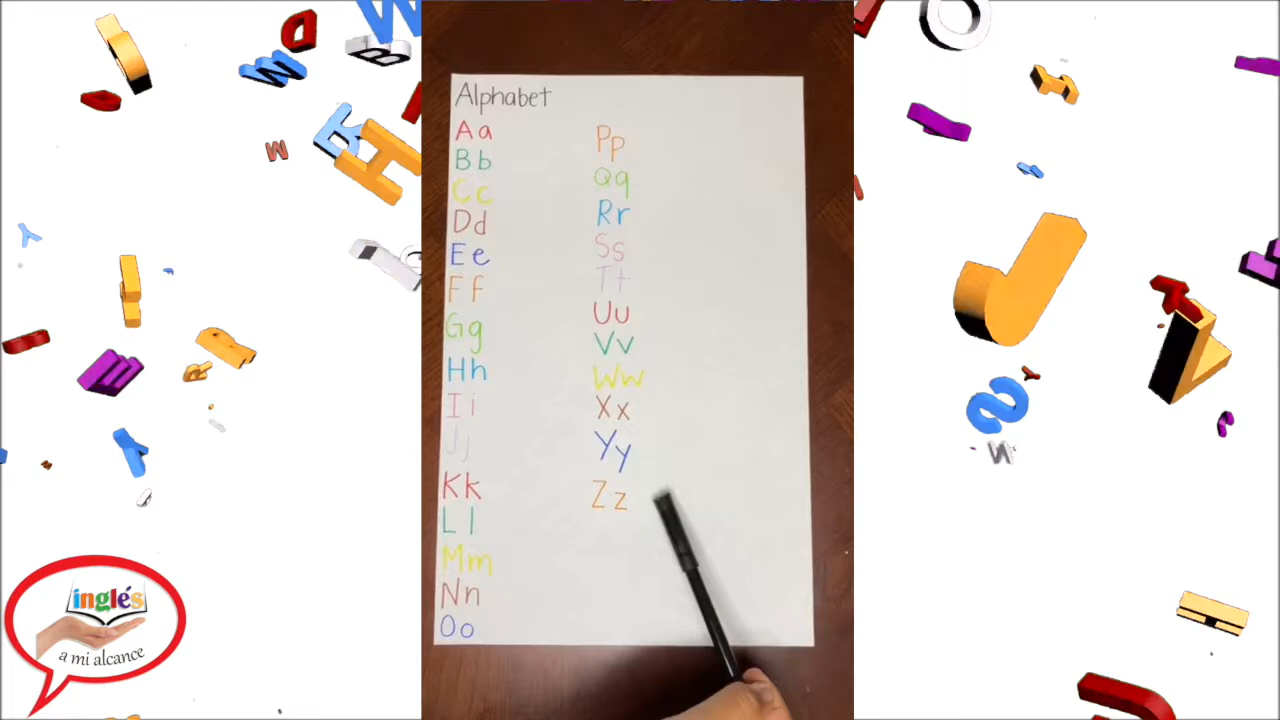 Alphabet
Aa
Bb
Cc
Dd
Ee
Ff
Gg
Hh
Ii
Jj
Kk
Ll
Mm
Nn
Oo
Pp
Qq
Rr
Ss
Tt
Uu
Vv
Ww
Xx
Yy
Zz
inglés
a mi alcance